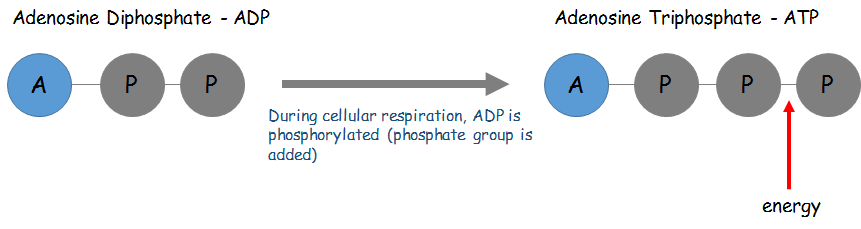 Adenosine Diphosphate - ADP
Adenosine Triphosphate - ATP
A P P
A P P P
During cellular respiration, ADP is
phosphorylated (phosphate group is
added)
energy